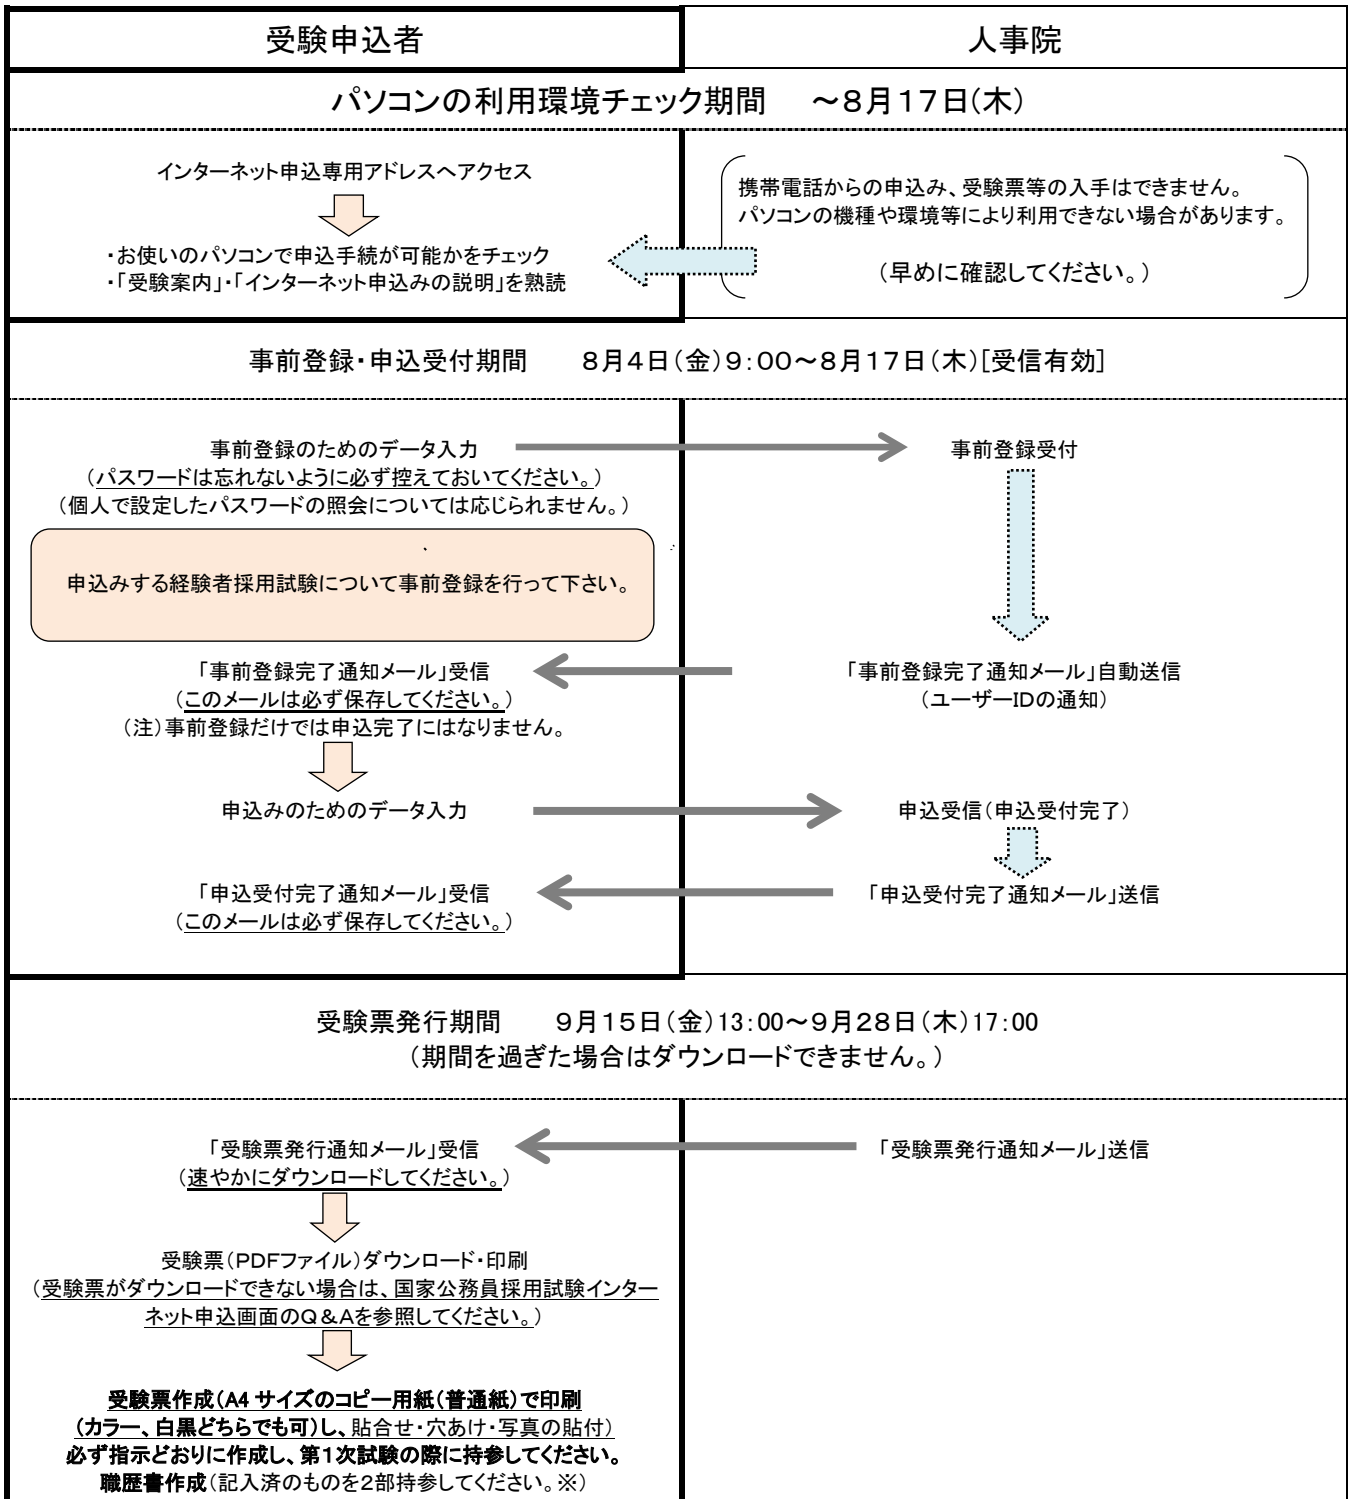 受験申込者
人事院
パソコンの利用環境チェック期間　～８月１７日(木)
インターネット申込専用アドレスへアクセス
・お使いのパソコンで申込手続が可能かをチェック
・「受験案内」・「インターネット申込みの説明」を熟読
携帯電話からの申込み、受験票等の入手はできません。
パソコンの機種や環境等により利用できない場合があります。
（早めに確認してください。）
事前登録・申込受付期間　８月４日（金）９：００～８月１７日（木）[受信有効]
事前登録のためのデータ入力
（パスワードは忘れないように必ず控えておいてください。）
（個人で設定したパスワードの照会については応じられません。）
事前登録受付
申込みする経験者採用試験について事前登録を行って下さい。
「事前登録完了通知メール」受信
（このメールは必ず保存してください。）
（注）事前登録だけでは申込完了にはなりません。
「事前登録完了通知メール」自動送信
（ユーザーIDの通知）
申込みのためのデータ入力
申込受信（申込受付完了）
「申込受付完了通知メール」受信
（このメールは必ず保存してください。）
「申込受付完了通知メール」送信
受験票発行期間　９月１５日（金）13:00～９月２８日（木）17:00
（期間を過ぎた場合はダウンロードできません。）
「受験票発行通知メール」受信
（速やかにダウンロードしてください。）
「受験票発行通知メール」送信
受験票（PDFファイル）ダウンロード・印刷
（受験票がダウンロードできない場合は、国家公務員採用試験インター
ネット申込画面のＱ＆Ａを参照してください。）
受験票作成（A4 サイズのコピー用紙（普通紙）で印刷
（カラー、白黒どちらでも可）し、貼合せ・穴あけ・写真の貼付）
必ず指示どおりに作成し、第１次試験の際に持参してください。
職歴書作成（記入済のものを２部持参してください。※）